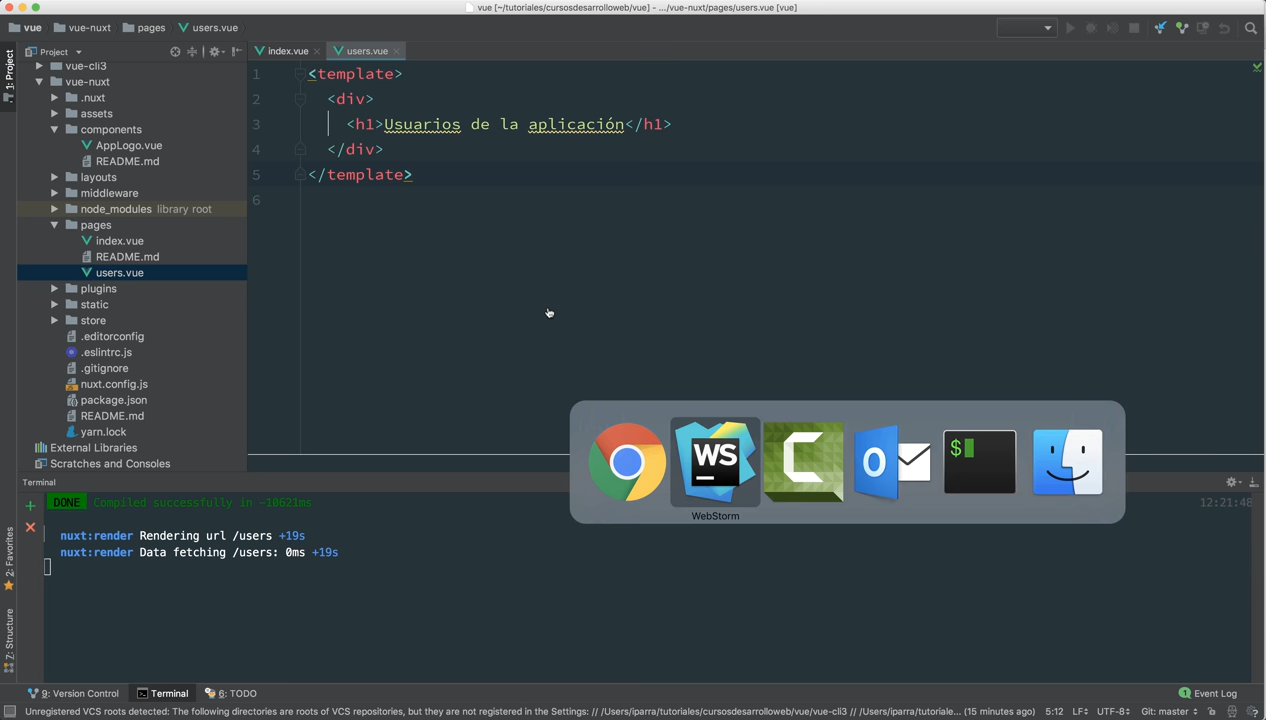 vue [~/tutoriales/cursosdesarrolloweb/vue] - .../vue-nuxt/pages/users.vue [vue]
vue vue-nuxt pages users.vue
1: Project
Project
index.vue users.vue
vue-cli3
vue-nuxt
.nuxt
assets
components
AppLogo.vue
README.md
layouts
middleware
node_modules library root
pages
index.vue
README.md
users.vue
plugins
static
store
.editorconfig
.eslintrc.js
.gitignore
nuxt.config.js
package.json
README.md
yarn.lock
External Libraries
Scratches and Consoles
1 <template>
2 <div>
3 <h1>Usuarios de la aplicación</h1>
4 </div>
5 </template>
6
WS
$
WebStorm
Terminal
DONE Compiled successfully in -10621ms 12:21:48
nuxt:render Rendering url /users +19s
nuxt:render Data fetching /users: 0ms +19s
2: Favorites
Z: Structure
9: Version Control Terminal 6: TODO 1 Event Log
Unregistered VCS roots detected: The following directories are roots of VCS repositories, but they are not registered in the Settings: // /Users/iparra/tutoriales/cursosdesarrolloweb/vue/vue-cli3 // /Users/iparra/tutoriale... (15 minutes ago) 5:12 LF UTF-8 Git: master